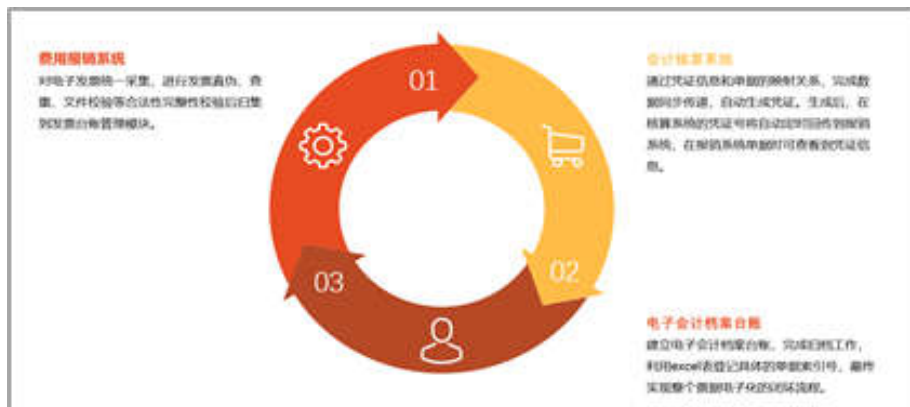 费用报销系统
对电子发票统一采集，进行发票真伪、查
重、文件校验等合法性完整性校验后归集
到发票台账管理模块。
01
会计核算系统
通过凭证信息和单据的映射关系，完成数
据同步传递，自动生成凭证。生成后，在
核算系统的凭证号将自动定时回传到报销
系统，在报销系统单据时可查看到凭证信
息。
02
03
电子会计档案台账
建立电子会计档案台账，完成归档工作，
利用excel表登记具体的单据索引号，最终
实现整个数据电子化的闭环流程。